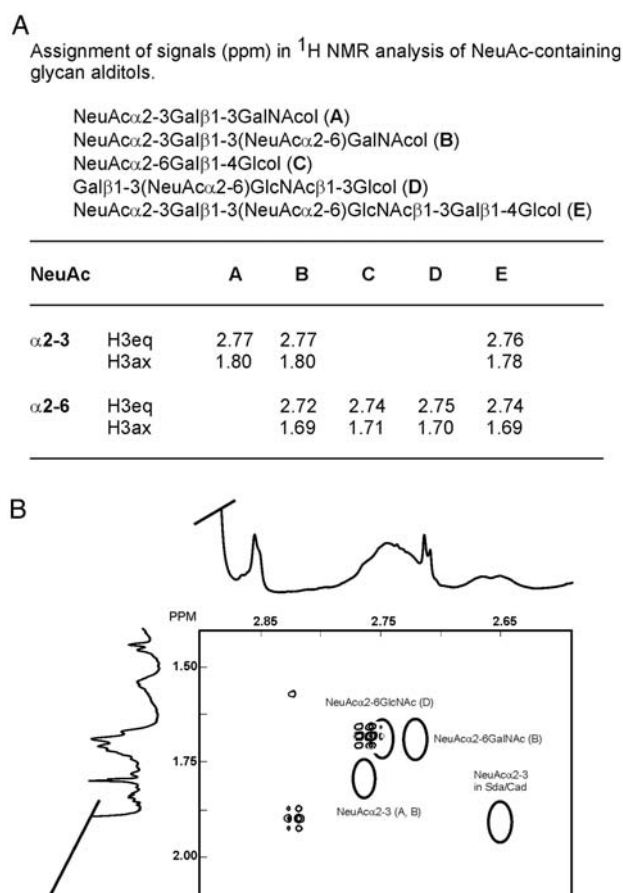 A
Assignment of signals (ppm) in ¹H NMR analysis of NeuAc-containing
glycan alditols.
NeuAcα2-3Galβ1-3GalNAcol (A)
NeuAcα2-3Galβ1-3(NeuAcα2-6)GalNAcol (B)
NeuAcα2-6Galβ1-4Glcol (C)
Galβ1-3(NeuAcα2-6)GlcNAcβ1-3Glcol (D)
NeuAcα2-3Galβ1-3(NeuAcα2-6)GlcNAcβ1-3Galβ1-4Glcol (E)
NeuAc A B C D E
α2-3 H3eq 2.77 2.77 2.76
H3ax 1.80 1.80 1.78
α2-6 H3eq 2.72 2.74 2.75 2.74
H3ax 1.69 1.71 1.70 1.69
B
PPM 2.85 2.75 2.65
1.50
NeuAcα2-6GlcNAc (D)
NeuAcα2-6GalNAc (B)
1.75
NeuAcα2-3
in Sda/Cad
NeuAcα2-3 (A, B)
2.00